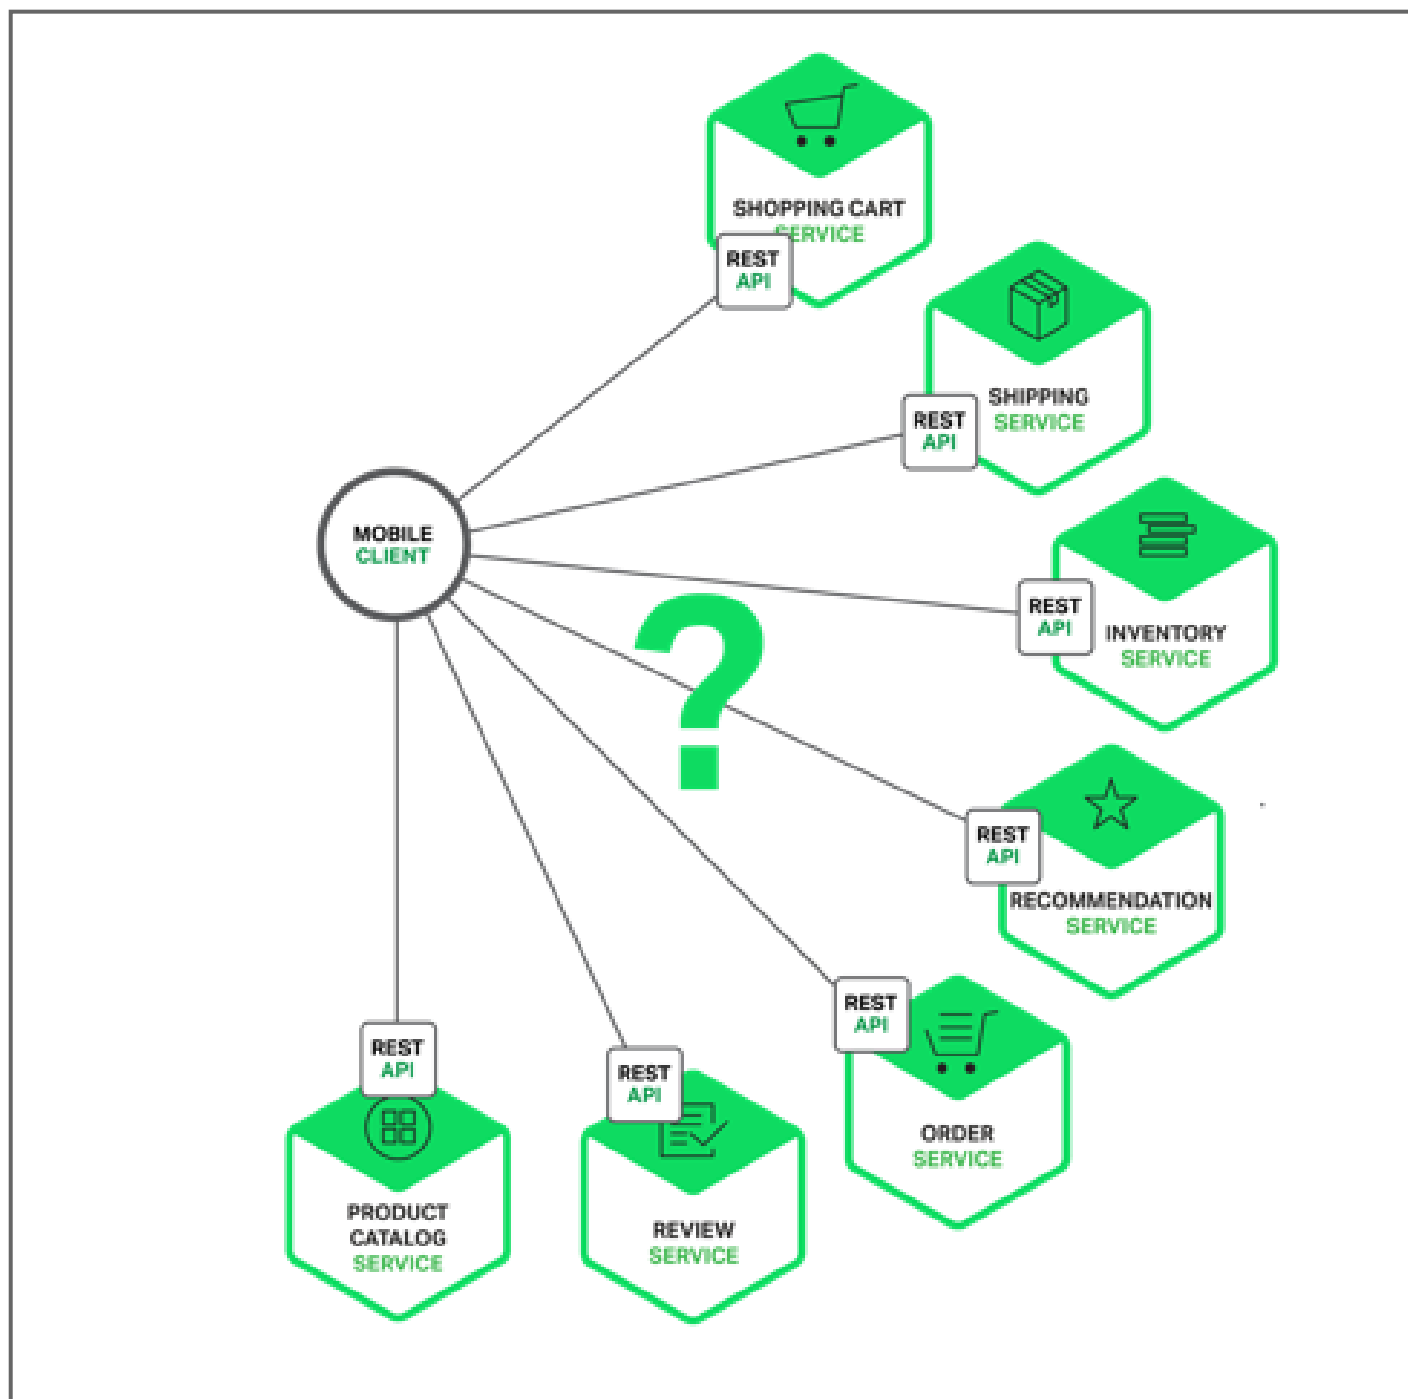 SHOPPING CART
SERVICE
REST
API
SHIPPING
SERVICE
REST
API
MOBILE
CLIENT
INVENTORY
SERVICE
REST
API
?
RECOMMENDATION
SERVICE
REST
API
ORDER
SERVICE
REST
API
REVIEW
SERVICE
REST
API
PRODUCT
CATALOG
SERVICE
REST
API